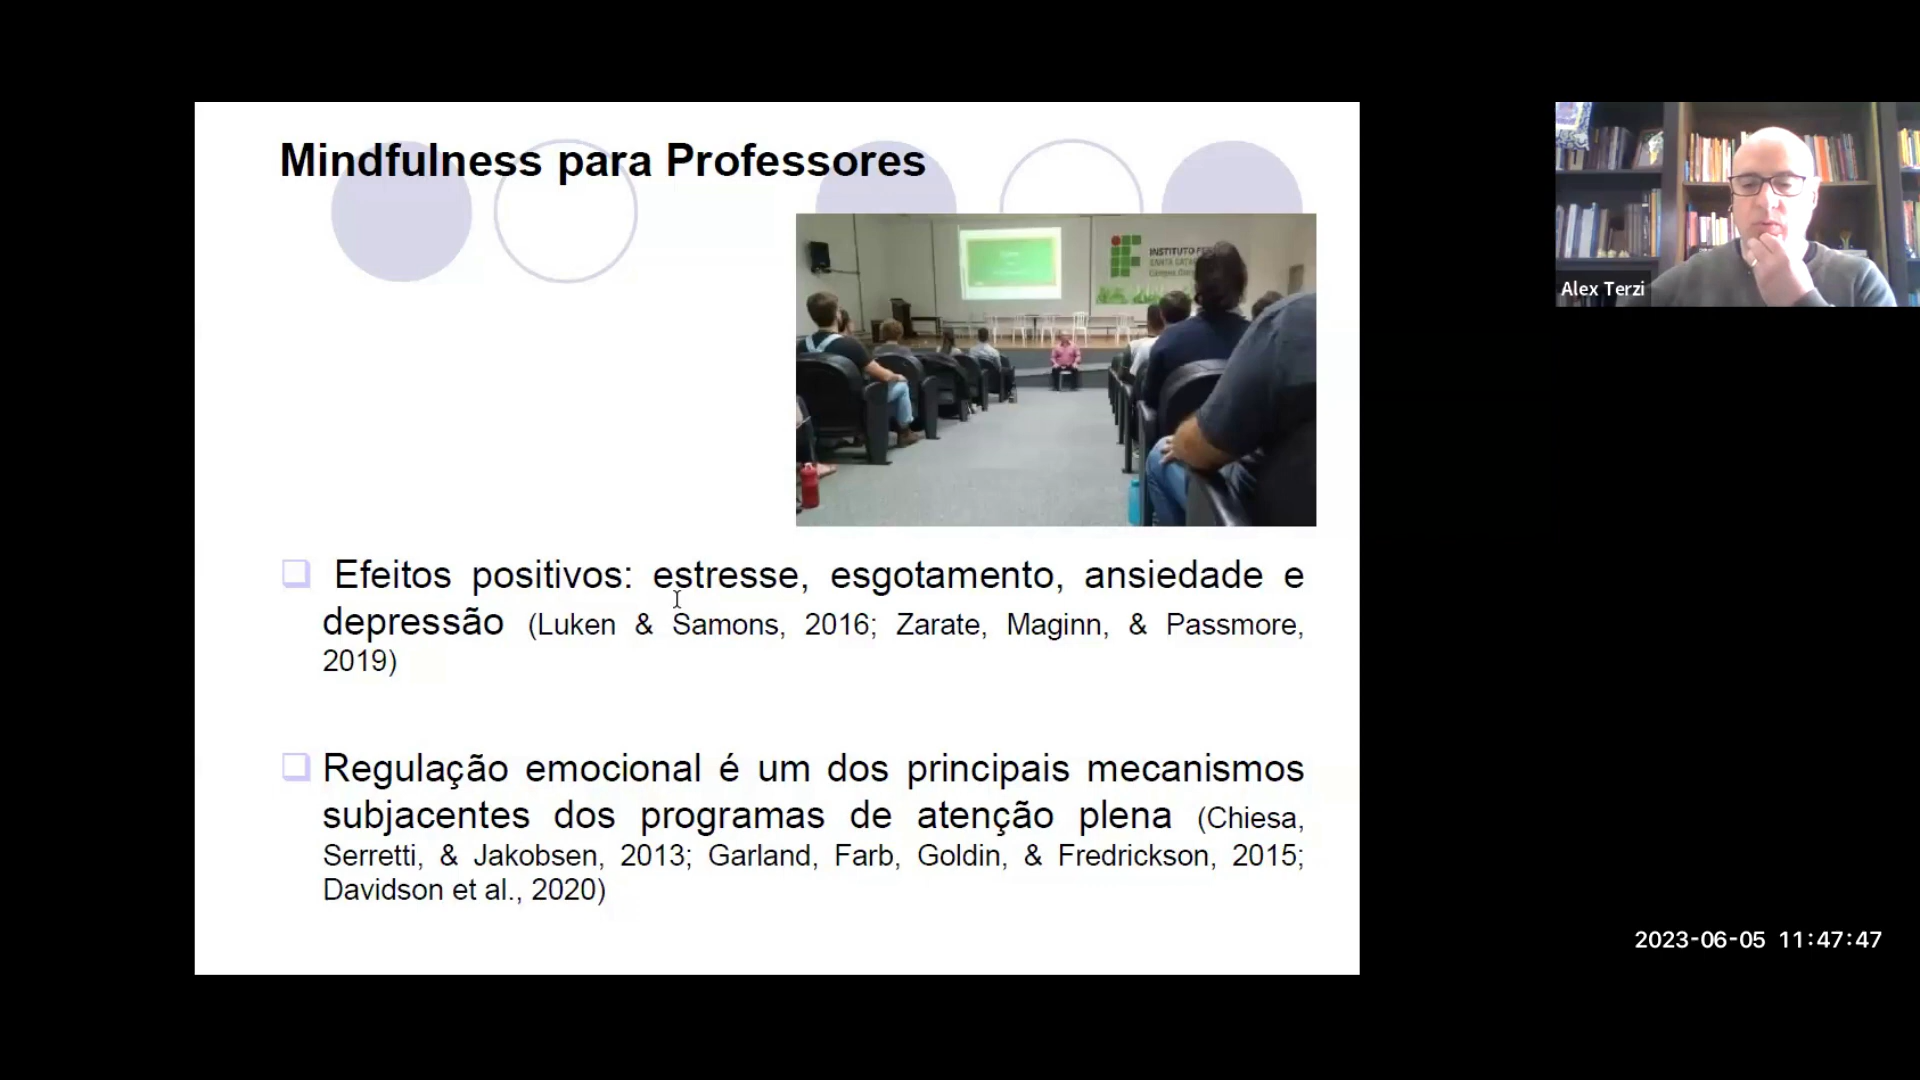 Mindfulness para Professores
INSTITUTO
Efeitos positivos: estresse, esgotamento, ansiedade e
depressão (Luken & Samons, 2016; Zarate, Maginn, & Passmore,
2019)
Regulação emocional é um dos principais mecanismos
subjacentes dos programas de atenção plena (Chiesa,
Serretti, & Jakobsen, 2013; Garland, Farb, Goldin, & Fredrickson, 2015;
Davidson et al., 2020)
Alex Terzi
2023-06-05 11:47:47